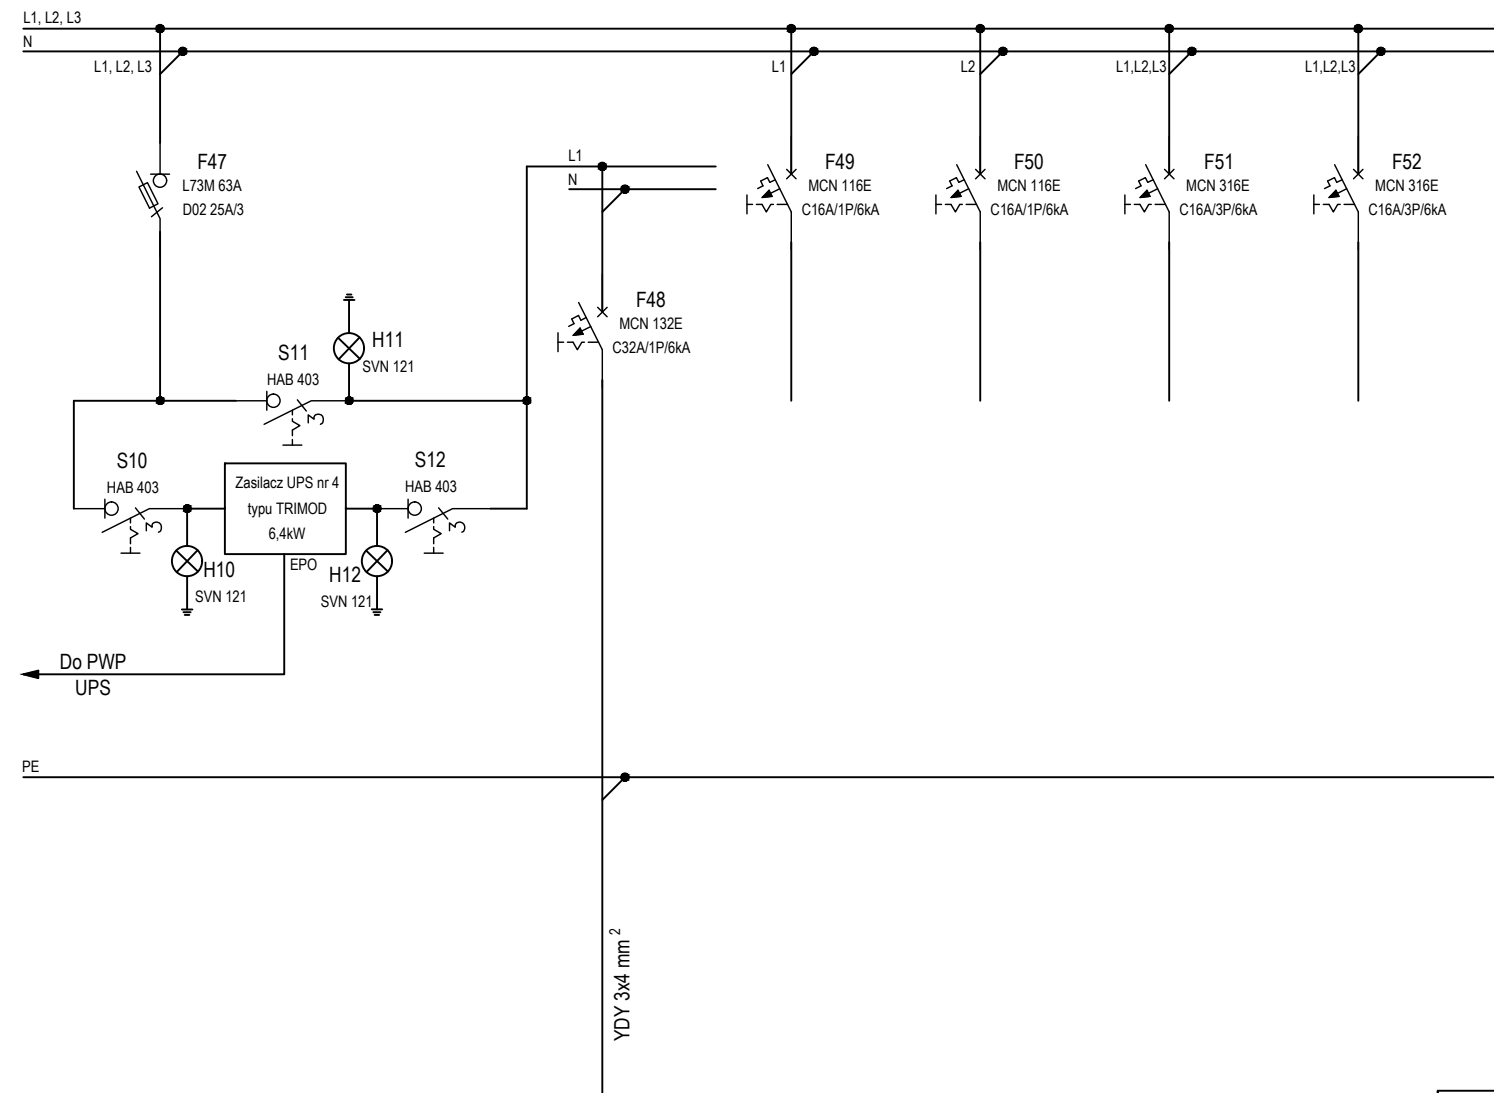 L1, L2, L3
N
L1, L2, L3
L1
L2
L1,L2,L3
L1,L2,L3
F47
L73M 63A
D02 25A/3
L1
N
F49
MCN 116E
C16A/1P/6kA
F50
MCN 116E
C16A/1P/6kA
F51
MCN 316E
C16A/3P/6kA
F52
MCN 316E
C16A/3P/6kA
F48
MCN 132E
C32A/1P/6kA
S11
HAB 403
3
H11
SVN 121
S10
HAB 403
3
Zasilacz UPS nr 4
typu TRIMOD
6,4kW
EPO
S12
HAB 403
3
H10
SVN 121
H12
SVN 121
Do PWP
UPS
PE
YDY 3x4 mm²